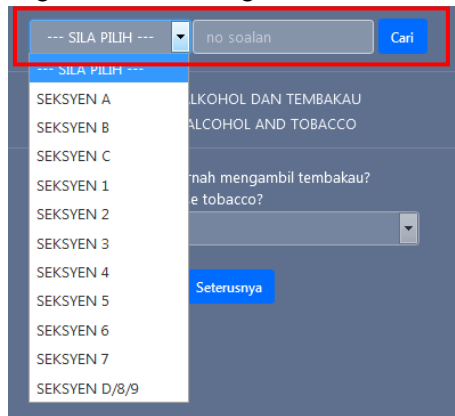 --- SILA PILIH ---
no soalan
Cari
--- SILA PILIH ---
SEKSYEN A
SEKSYEN B
SEKSYEN C
SEKSYEN 1
SEKSYEN 2
SEKSYEN 3
SEKSYEN 4
SEKSYEN 5
SEKSYEN 6
SEKSYEN 7
SEKSYEN D/8/9
LKOHOL DAN TEMBAKAU
ALCOHOL AND TOBACCO
rnah mengambil tembakau?
e tobacco?
Seterusnya